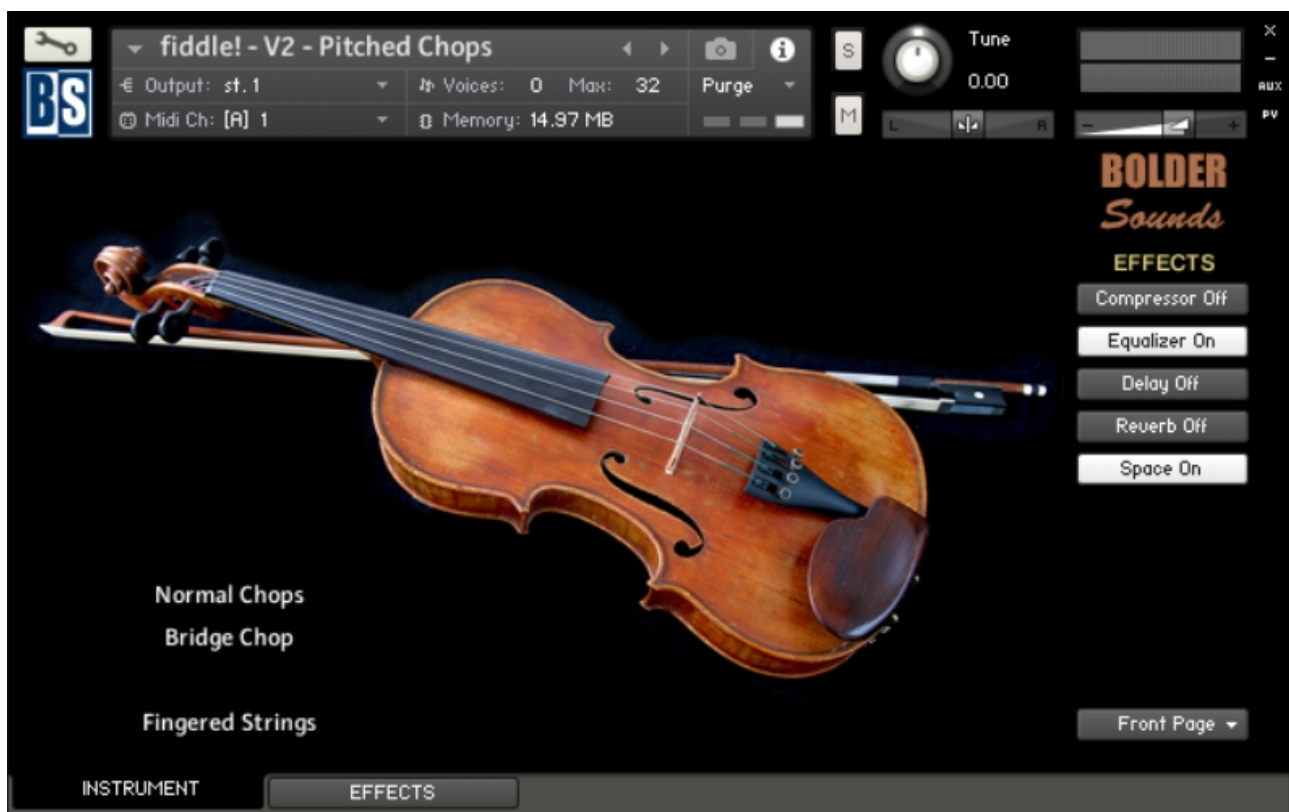 fiddle! - V2 - Pitched Chops
S
Tune
0.00
Output: st.1
Voices: 0 Max: 32
Purge
BS
Midi Ch: [A] 1
Memory: 14.97 MB
M
L
R
-
+
x
-
AUX
PV
BOLDER
Sounds
EFFECTS
Compressor Off
Equalizer On
Delay Off
Reverb Off
Space On
Normal Chops
Bridge Chop
Fingered Strings
Front Page
INSTRUMENT
EFFECTS